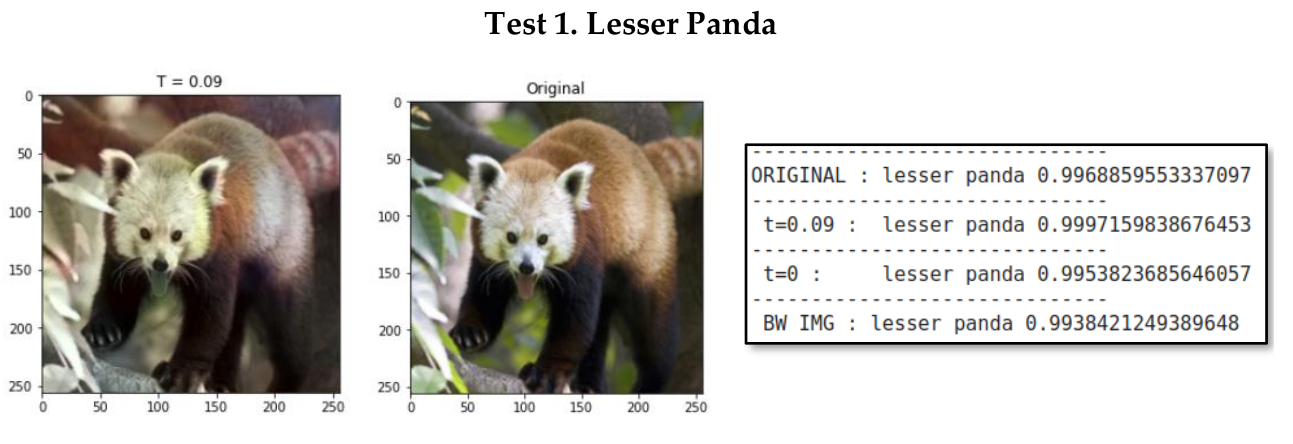 Test 1. Lesser Panda
T = 0.09
0
50
100
150
200
250
0 50 100 150 200 250
Original
0
50
100
150
200
250
0 50 100 150 200 250
------------------------------
ORIGINAL : lesser panda 0.9968859553337097
------------------------------
t=0.09 : lesser panda 0.9997159838676453
------------------------------
t=0 : lesser panda 0.9953823685646057
------------------------------
BW IMG : lesser panda 0.9938421249389648